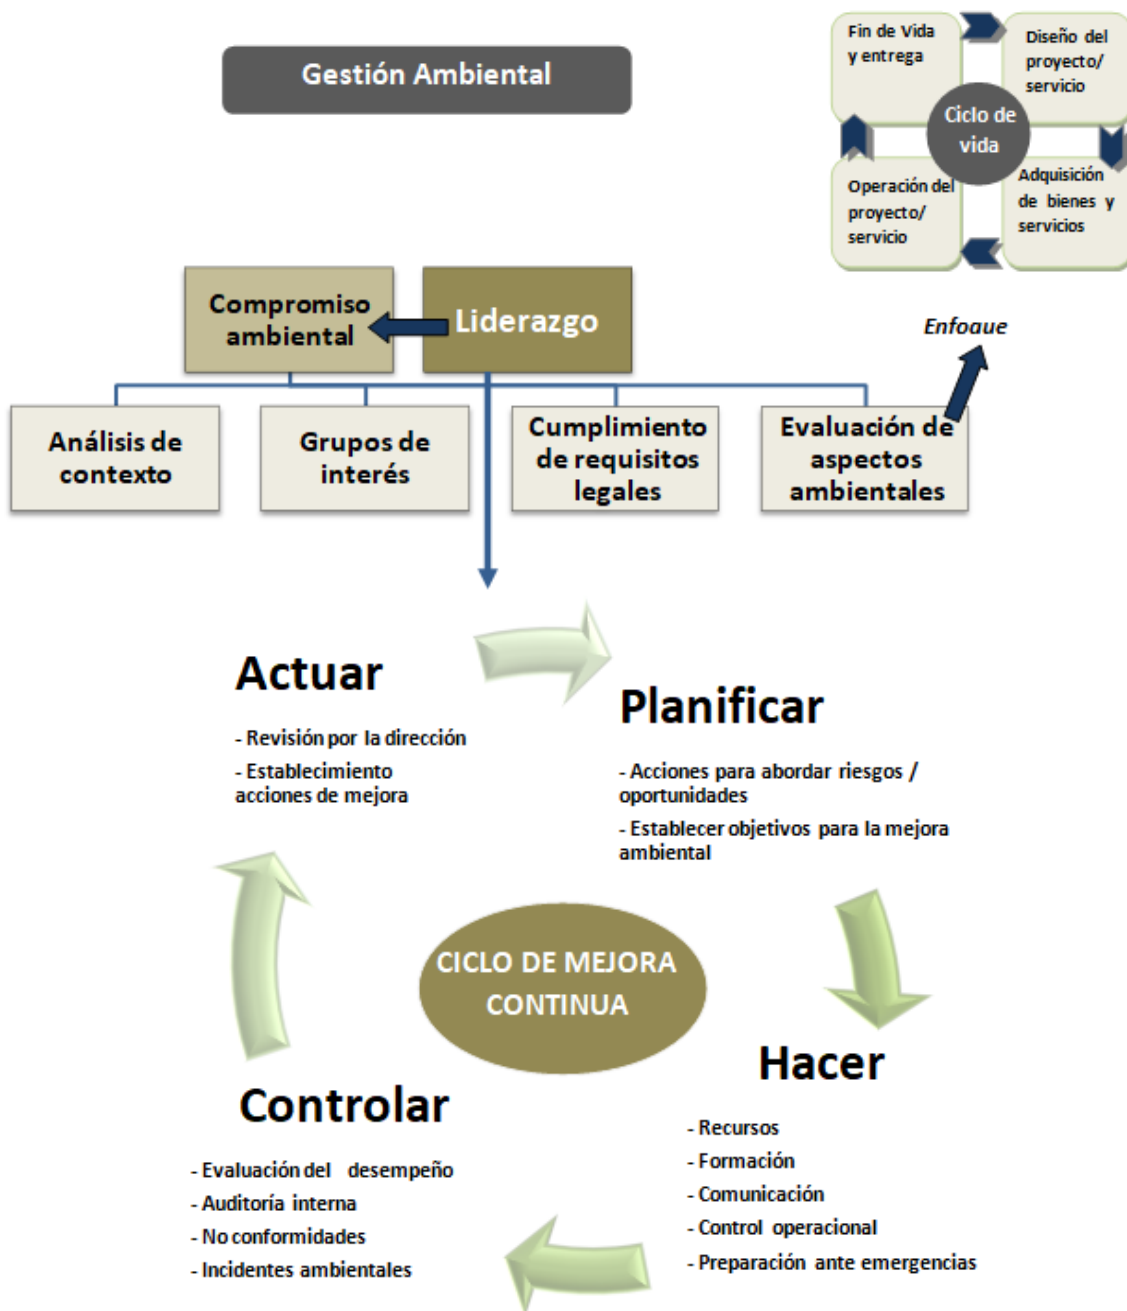 Gestión Ambiental
Fin de Vida
y entrega
Diseño del
proyecto/
servicio
Ciclo de
vida
Operación del
proyecto/
servicio
Adquisición
de bienes y
servicios
Compromiso
ambiental
Liderazgo
Enfoque
Análisis de
contexto
Grupos de
interés
Cumplimiento
de requisitos
legales
Evaluación de
aspectos
ambientales
Actuar
- Revisión por la dirección
- Establecimiento
acciones de mejora
Planificar
- Acciones para abordar riesgos /
oportunidades
- Establecer objetivos para la mejora
ambiental
CICLO DE MEJORA
CONTINUA
Hacer
- Recursos
- Formación
- Comunicación
- Control operacional
- Preparación ante emergencias
Controlar
- Evaluación del desempeño
- Auditoría interna
- No conformidades
- Incidentes ambientales